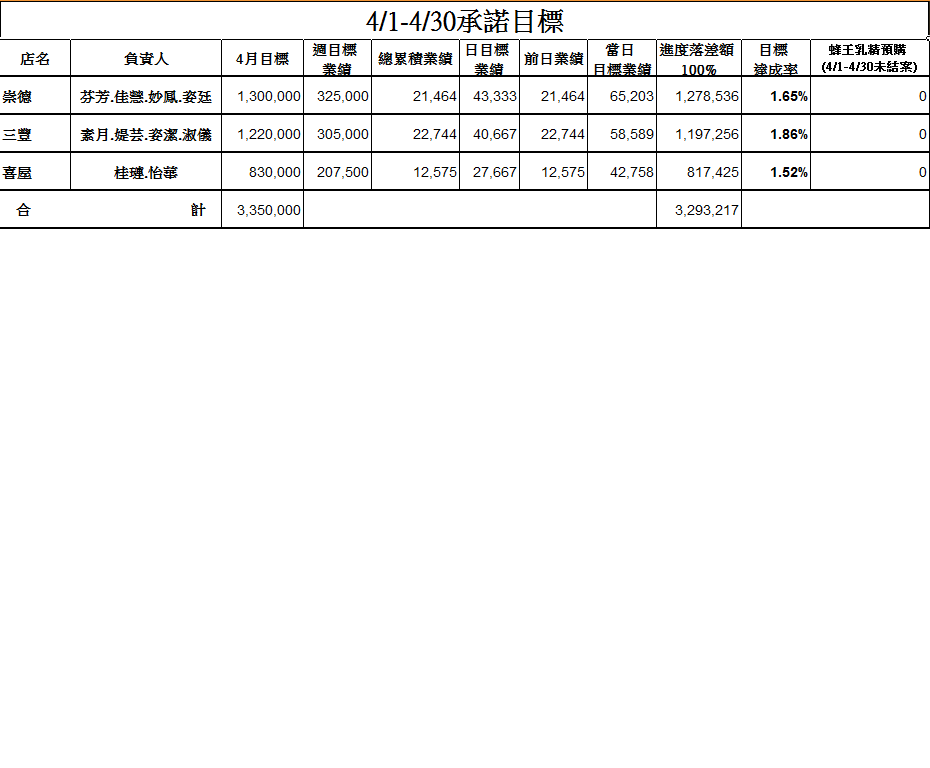 4/1-4/30承諾目標
店名 負責人 4月目標 週目標業績 總累積業績 日目標業績 前日業績 當日目標業績 進度落差額100% 目標達成率 蜂王乳精預購(4/1-4/30未結案)
崇德 芬芳.佳慧.妙鳳.姿廷 1,300,000 325,000 21,464 43,333 21,464 65,203 1,278,536 1.65% 0
三豐 素月.媞芸.姿潔.淑儀 1,220,000 305,000 22,744 40,667 22,744 58,589 1,197,256 1.86% 0
喜屋 桂璉.怡華 830,000 207,500 12,575 27,667 12,575 42,758 817,425 1.52% 0
合計 3,350,000 3,293,217